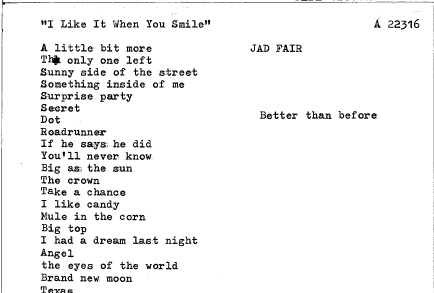 "I Like It When You Smile" A 22316
A little bit more JAD FAIR
The only one left
Sunny side of the street
Something inside of me
Surprise party
Secret
Dot Better than before
Roadrunner
If he says he did
You'll never know
Big as the sun
The crown
Take a chance
I like candy
Mule in the corn
Big top
I had a dream last night
Angel
the eyes of the world
Brand new moon
Texas